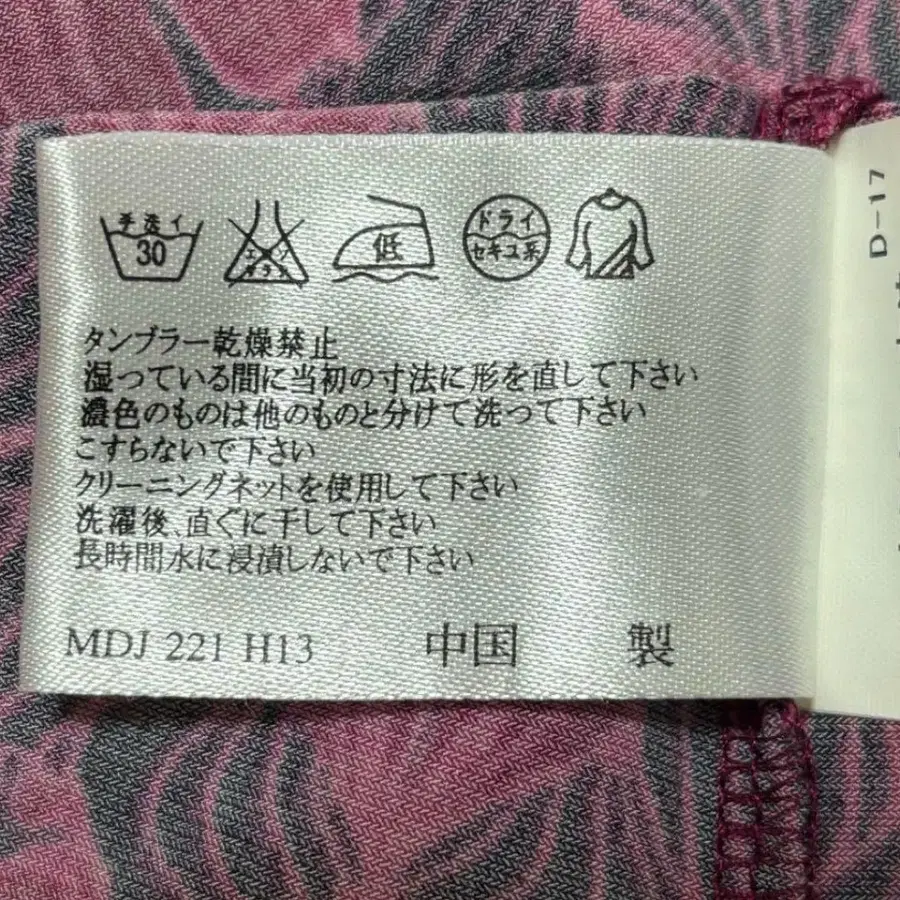 手洗イ
30
低
ドライ
セキユ系
タンブラー乾燥禁止
湿っている間に当初の寸法に形を直して下さい
濃色のものは他のものと分けて洗って下さい
こすらないで下さい
クリーニングネットを使用して下さい
洗濯後、直ぐに干して下さい
長時間水に浸漬しないで下さい
MDJ 221 H13 中国 製
D-17